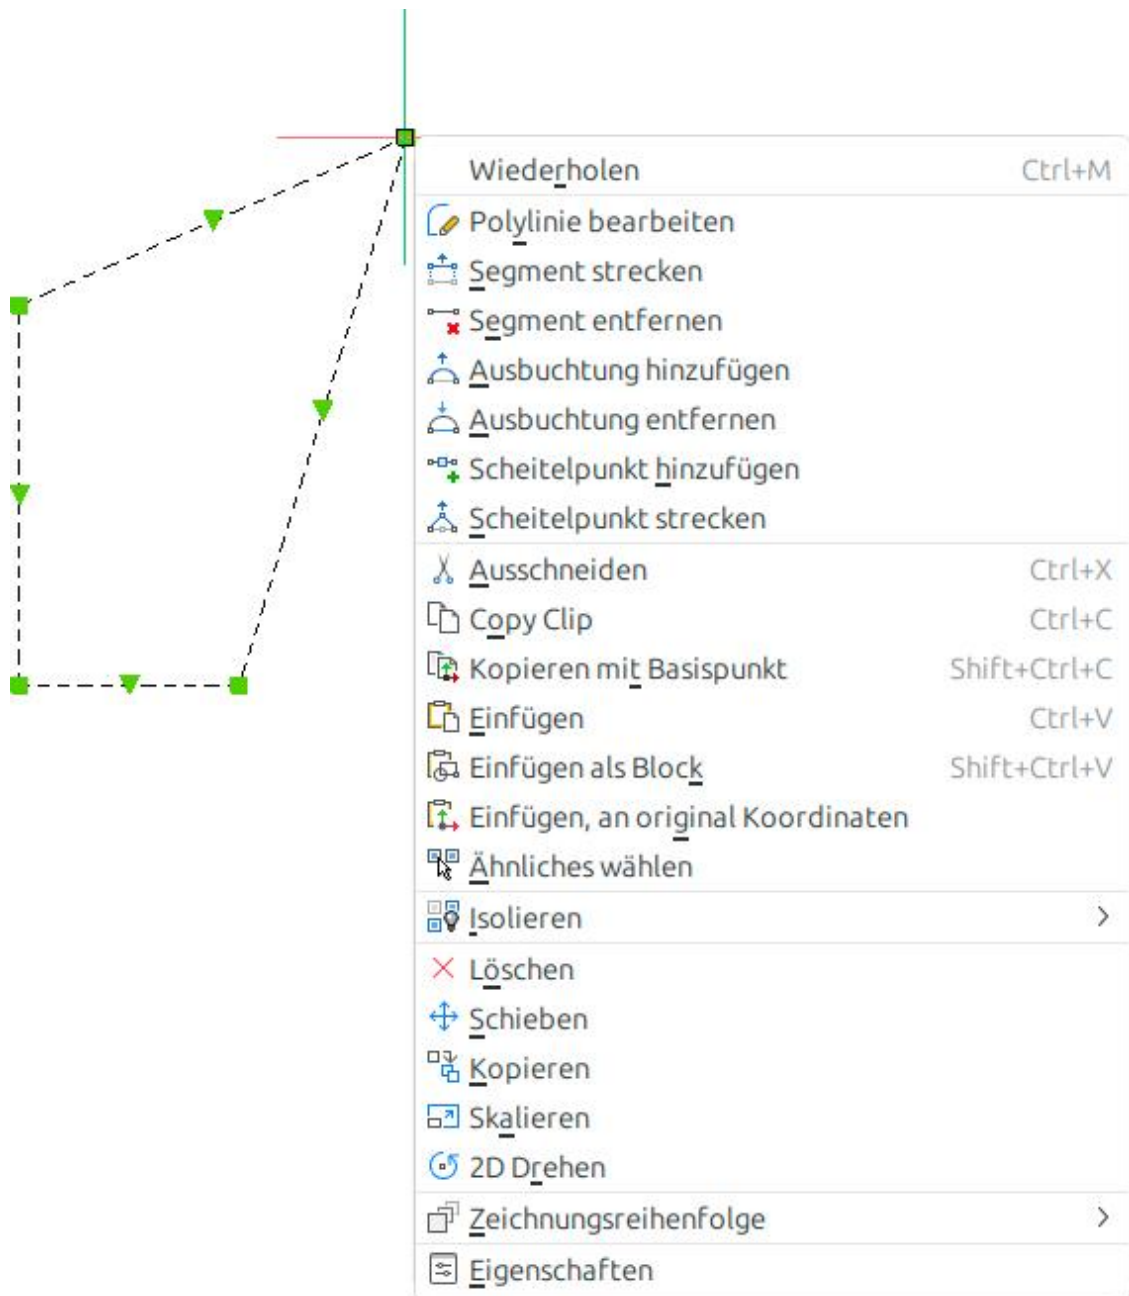 Wiederholen Ctrl+M
Polylinie bearbeiten
Segment strecken
Segment entfernen
Ausbuchtung hinzufügen
Ausbuchtung entfernen
Scheitelpunkt hinzufügen
Scheitelpunkt strecken
Ausschneiden Ctrl+X
Copy Clip Ctrl+C
Kopieren mit Basispunkt Shift+Ctrl+C
Einfügen Ctrl+V
Einfügen als Block Shift+Ctrl+V
Einfügen, an original Koordinaten
Ähnliches wählen
Isolieren
Löschen
Schieben
Kopieren
Skalieren
2D Drehen
Zeichnungsreihenfolge
Eigenschaften